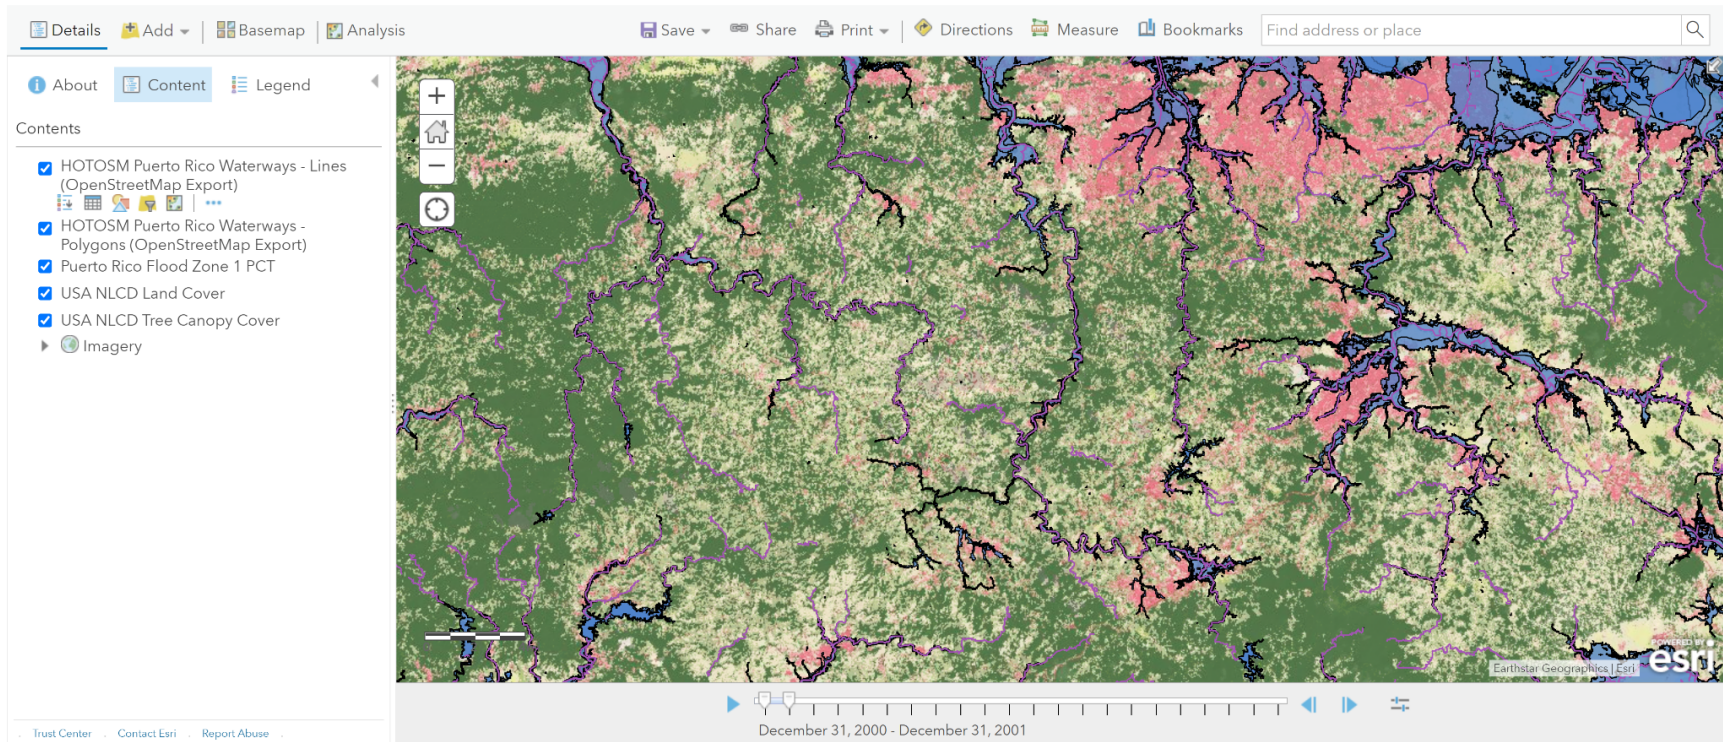 Details
Add
Basemap
Analysis
Save
Share
Print
Directions
Measure
Bookmarks
Find address or place
About
Content
Legend
Contents
HOTOSM Puerto Rico Waterways - Lines
(OpenStreetMap Export)
HOTOSM Puerto Rico Waterways -
Polygons (OpenStreetMap Export)
Puerto Rico Flood Zone 1 PCT
USA NLCD Land Cover
USA NLCD Tree Canopy Cover
Imagery
+
−
POWERED BY
esri
Earthstar Geographics | Esri
December 31, 2000 - December 31, 2001
Trust Center . Contact Esri . Report Abuse .